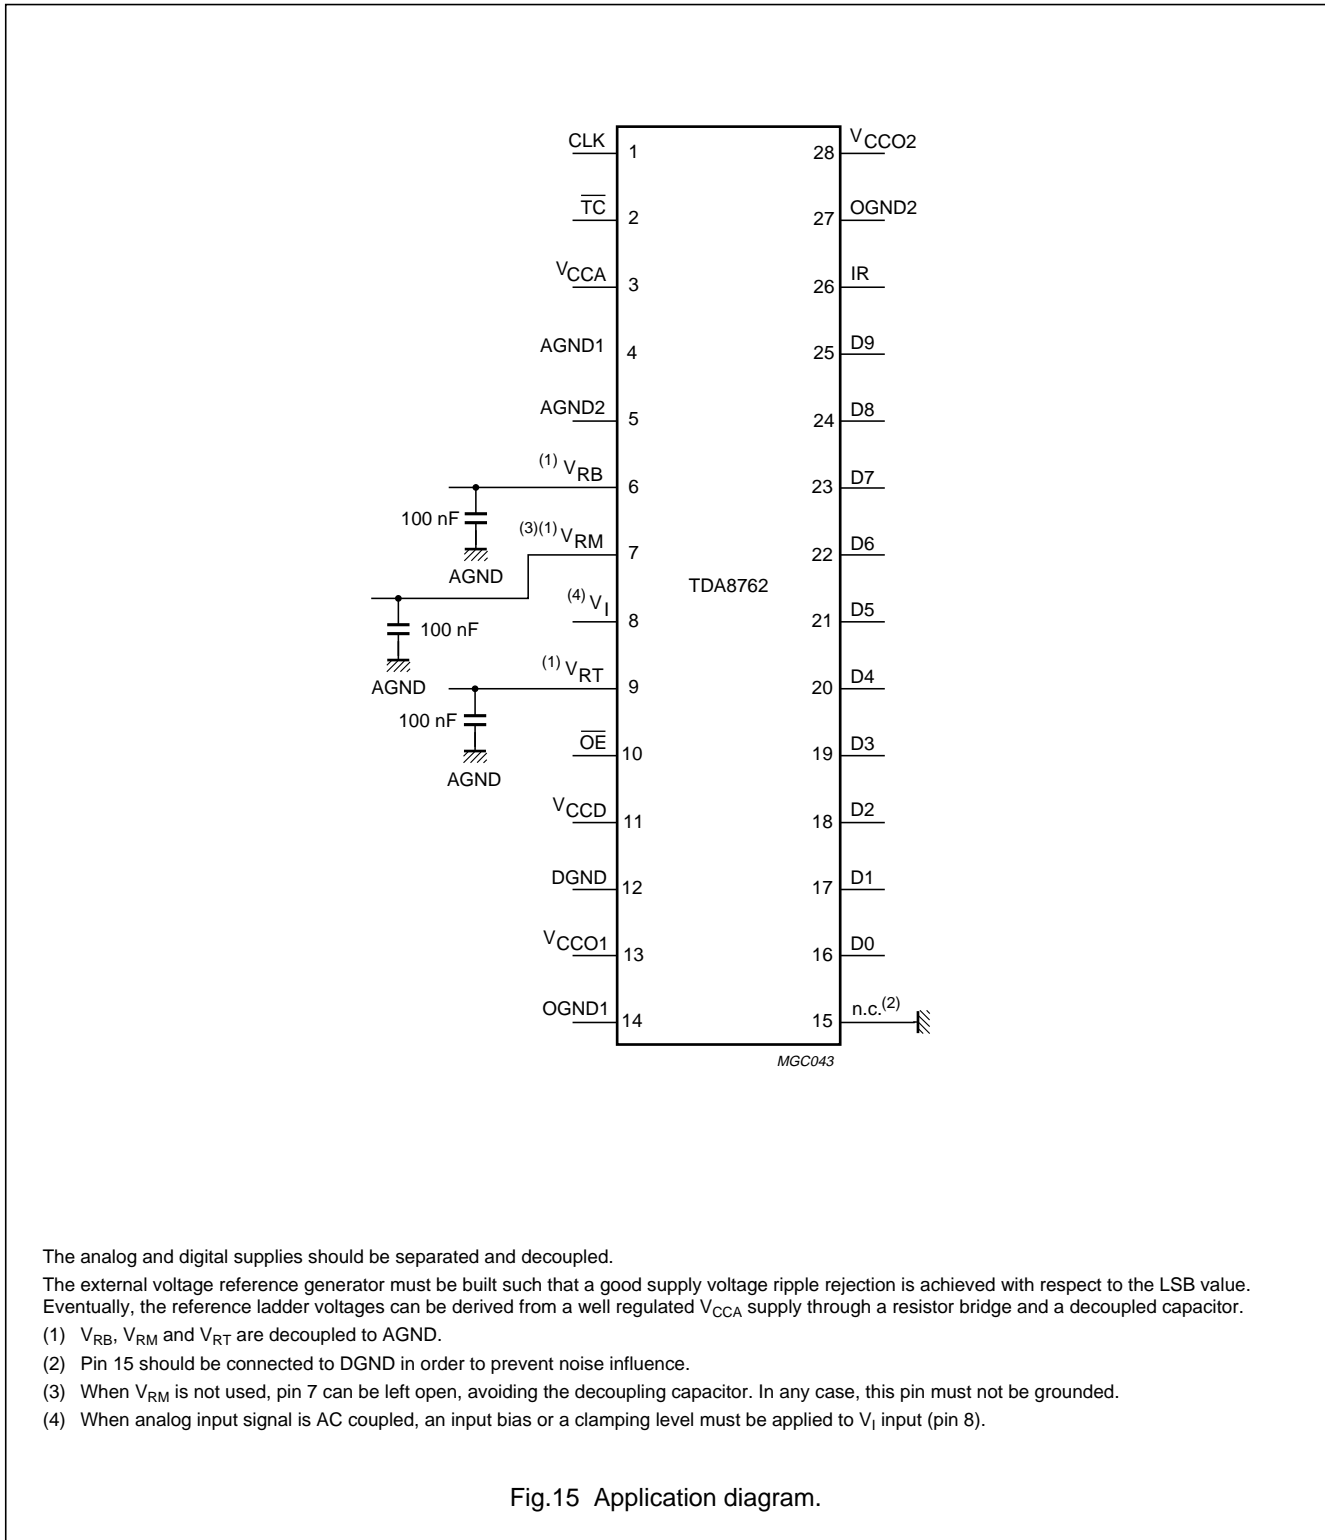 CLK 1 28 VCCO2
TC 2 27 OGND2
VCCA 3 26 IR
AGND1 4 25 D9
AGND2 5 24 D8
(1) VRB 6 23 D7
100 nF
AGND
(3)(1) VRM 7 22 D6
TDA8762
(4) VI 8 21 D5
100 nF
AGND
(1) VRT 9 20 D4
100 nF
AGND
OE 10 19 D3
VCCD 11 18 D2
DGND 12 17 D1
VCCO1 13 16 D0
OGND1 14 15 n.c.(2)
MGC043
The analog and digital supplies should be separated and decoupled.
The external voltage reference generator must be built such that a good supply voltage ripple rejection is achieved with respect to the LSB value.
Eventually, the reference ladder voltages can be derived from a well regulated VCCA supply through a resistor bridge and a decoupled capacitor.
(1) VRB, VRM and VRT are decoupled to AGND.
(2) Pin 15 should be connected to DGND in order to prevent noise influence.
(3) When VRM is not used, pin 7 can be left open, avoiding the decoupling capacitor. In any case, this pin must not be grounded.
(4) When analog input signal is AC coupled, an input bias or a clamping level must be applied to VI input (pin 8).
Fig.15 Application diagram.